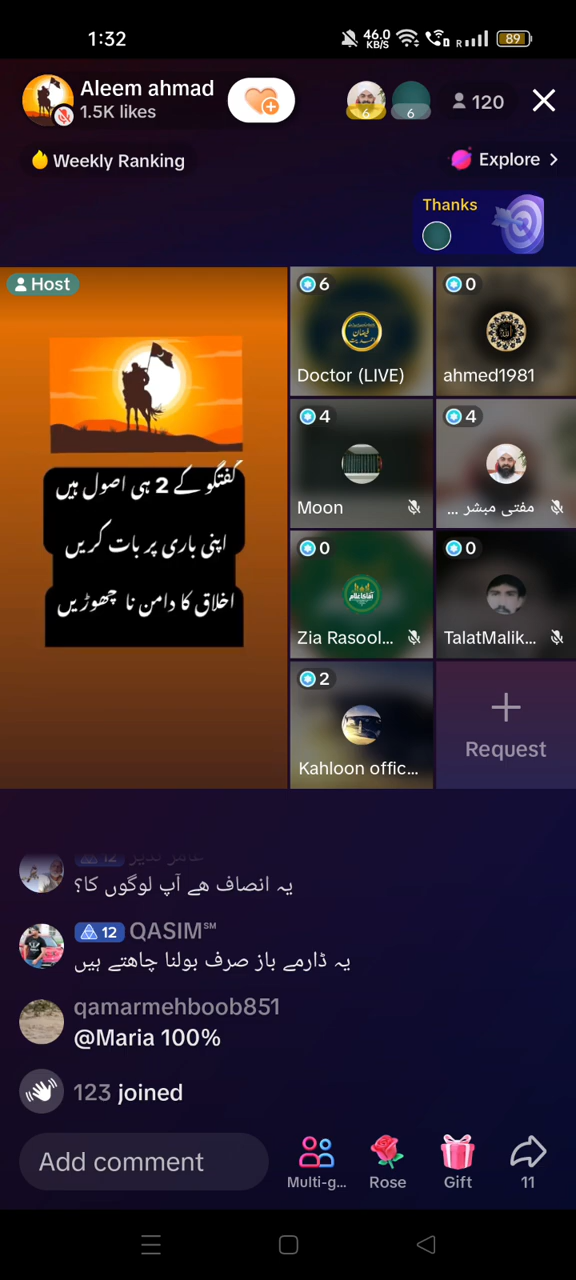 1:32
46.0
KB/S
R
89
Aleem ahmad
1.5K likes
6
6
120
Weekly Ranking
Explore
Thanks
Host
گفتگو کے 2 ہی اصول ہیں
اپنی باری پر بات کریں
اخلاق کا دامن نا چھوڑیں
6
Doctor (LIVE)
0
ahmed1981
4
Moon
4
مفتی مبشر ...
0
Zia Rasool...
0
TalatMalik...
2
Kahloon offic...
Request
12
یہ انصاف ھے آپ لوگوں کا؟
12 QASIM℠
یہ ڈارمے باز صرف بولنا چاھتے ہیں
qamarmehboob851
@Maria 100%
123 joined
Add comment
Multi-g...
Rose
Gift
11